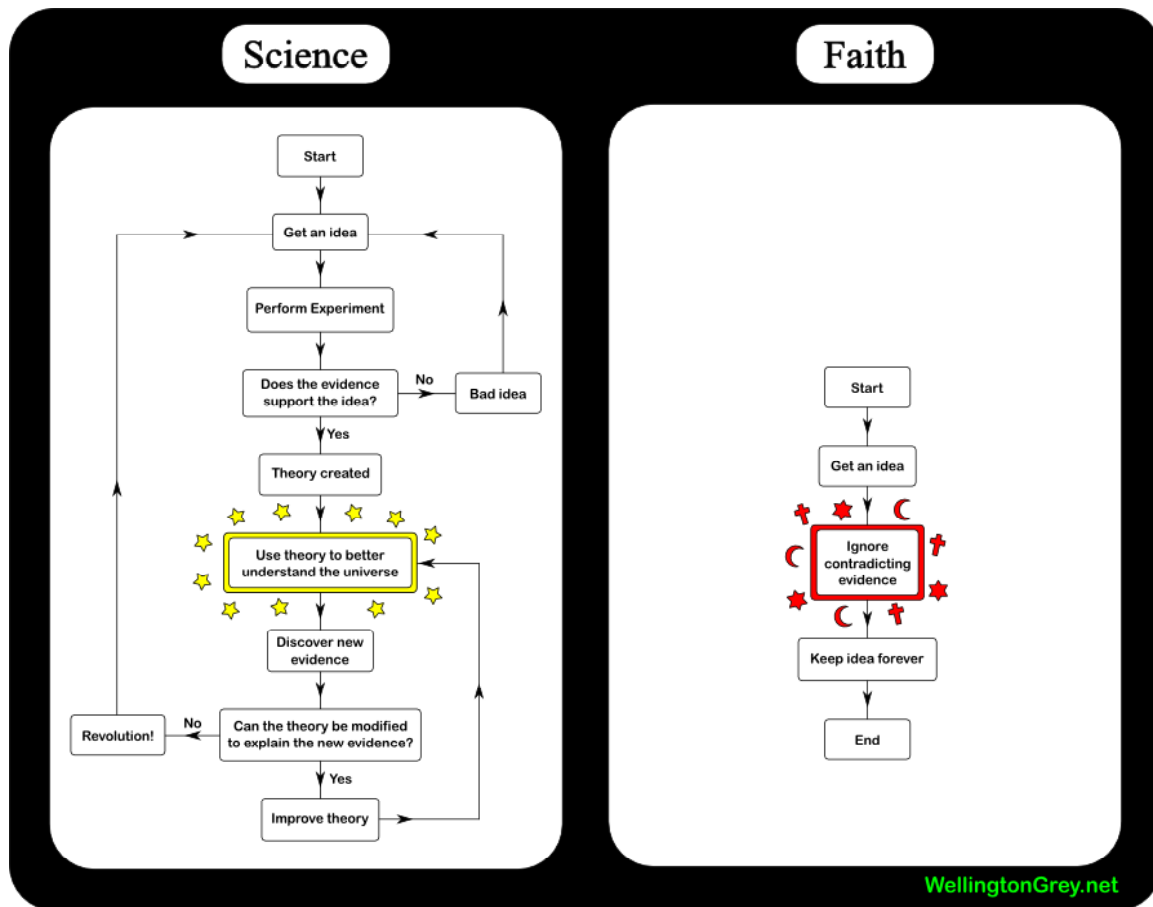 Science
Start
Get an idea
Perform Experiment
Does the evidence
support the idea?
No
Bad idea
Yes
Theory created
Use theory to better
understand the universe
Discover new
evidence
Can the theory be modified
to explain the new evidence?
No
Revolution!
Yes
Improve theory
Faith
Start
Get an idea
Ignore
contradicting
evidence
Keep idea forever
End
WellingtonGrey.net